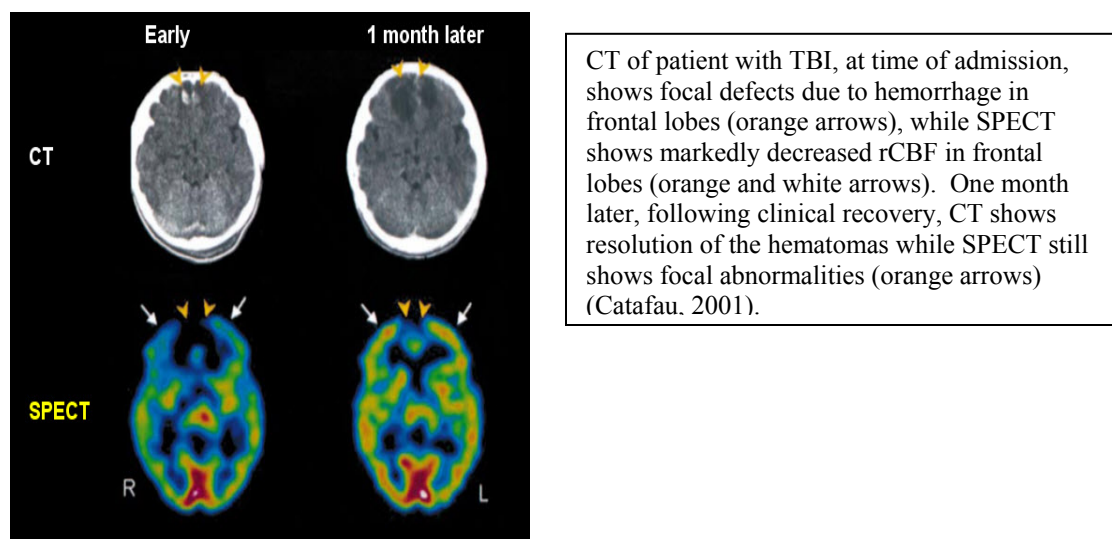 Early
1 month later
CT
SPECT
R
L
CT of patient with TBI, at time of admission,
shows focal defects due to hemorrhage in
frontal lobes (orange arrows), while SPECT
shows markedly decreased rCBF in frontal
lobes (orange and white arrows).  One month
later, following clinical recovery, CT shows
resolution of the hematomas while SPECT still
shows focal abnormalities (orange arrows)
(Catafau, 2001).